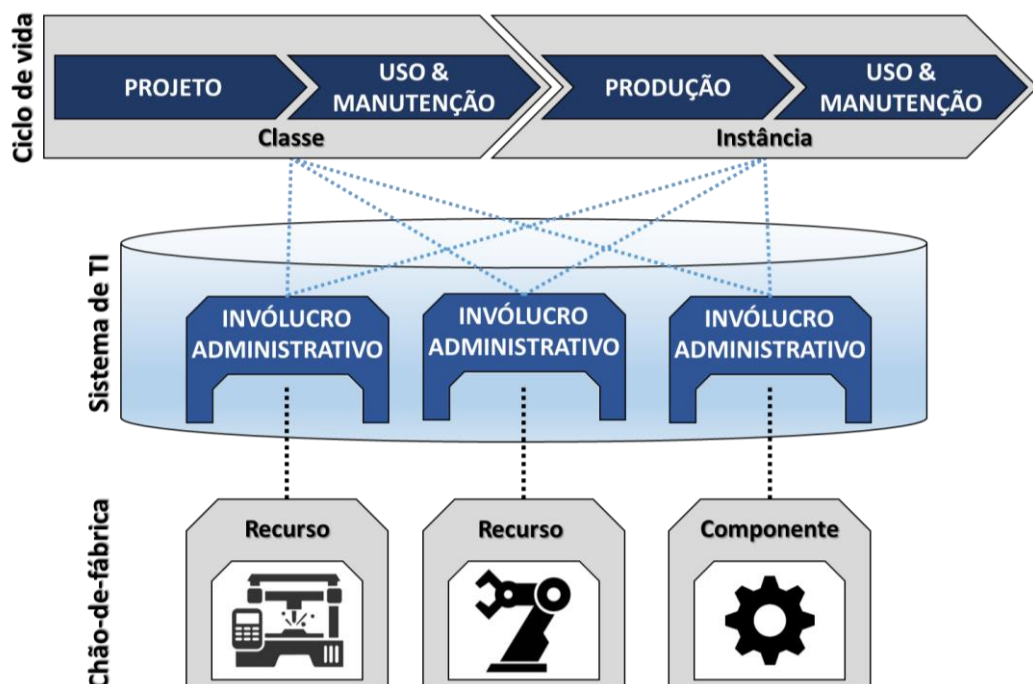 Ciclo de vida
PROJETO
USO &
MANUTENÇÃO
PRODUÇÃO
USO &
MANUTENÇÃO
Classe
Instância
Sistema de TI
INVÓLUCRO
ADMINISTRATIVO
INVÓLUCRO
ADMINISTRATIVO
INVÓLUCRO
ADMINISTRATIVO
Chão-de-fábrica
Recurso
Recurso
Componente